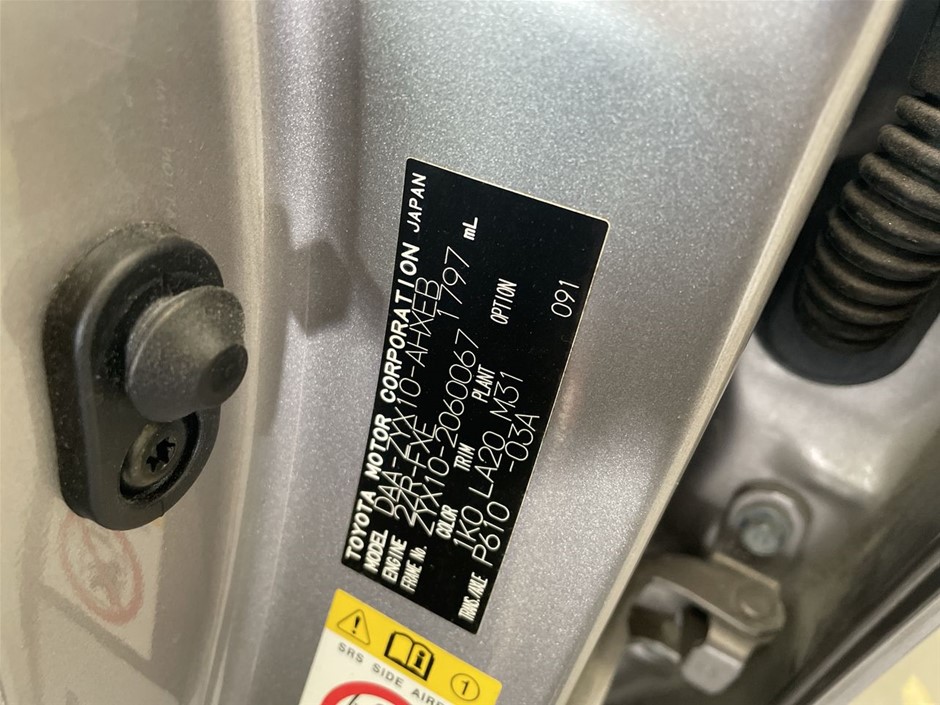 TOYOTA MOTOR CORPORATION JAPAN
MODEL DAA-ZYX10-AHXEB
ENGINE 2ZR-FXE 1797 mL
FRAME No. ZYX10-2060067
COLOR TRIM PLANT OPTION
1K0 LA20 M31 091
TRANS./AXLE P610 -03A
1
SRS SIDE